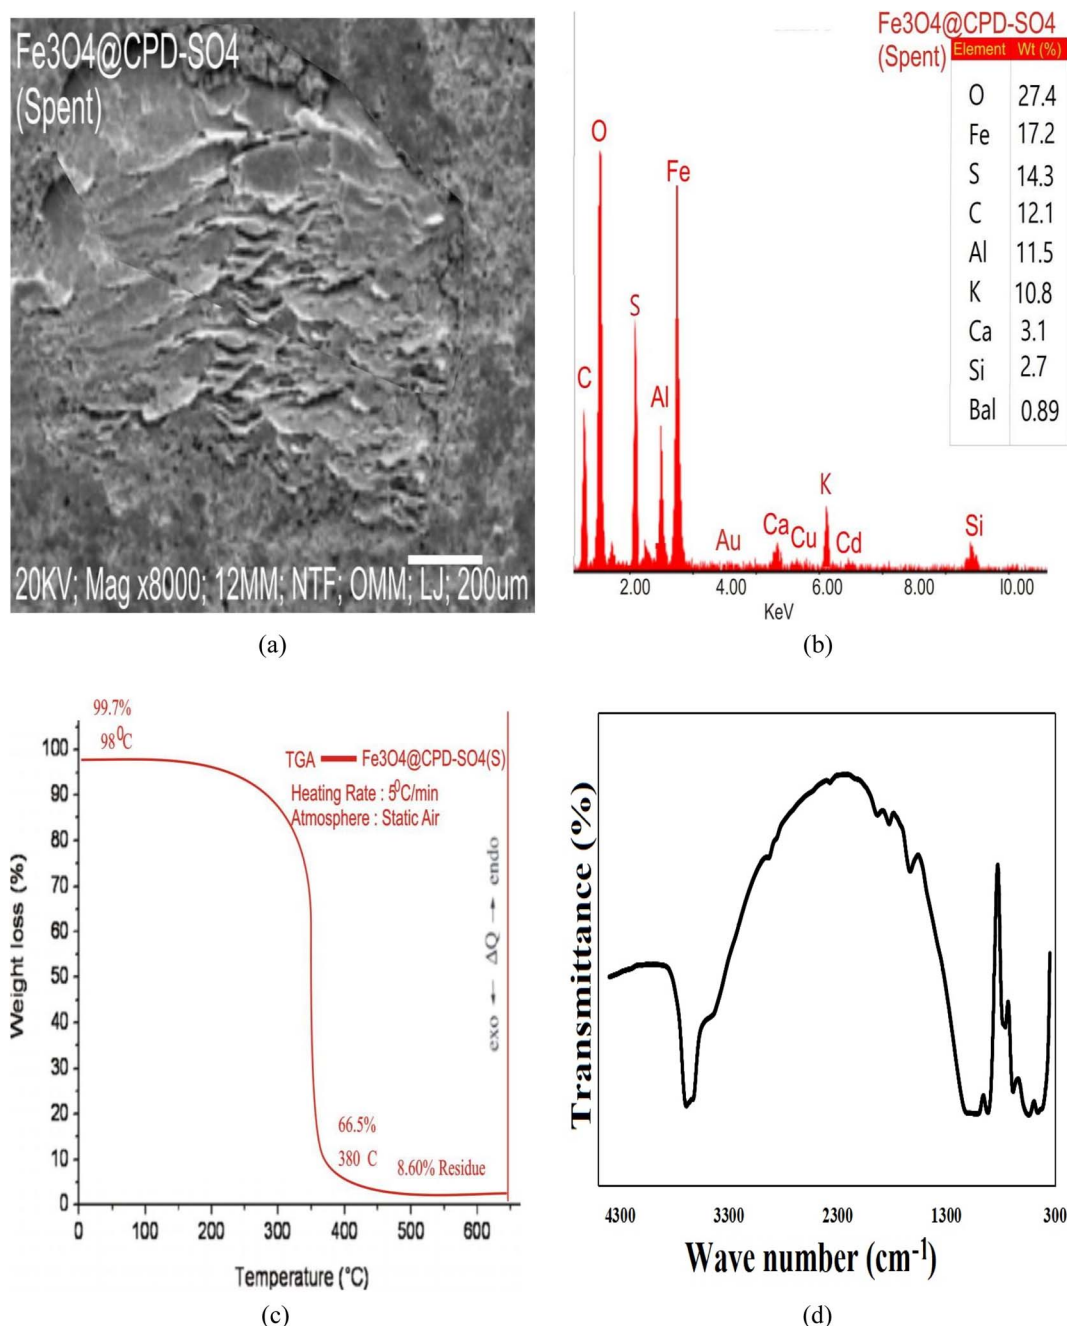 Fe3O4@CPD-SO4
(Spent)
20KV; Mag x8000; 12MM; NTF; OMM; LJ; 200um
(a)
Fe3O4@CPD-SO4
(Spent)
Element Wt (%)
O 27.4
Fe 17.2
S 14.3
C 12.1
Al 11.5
K 10.8
Ca 3.1
Si 2.7
Bal 0.89
O
Fe
S
C
Al
K
Au
Ca
Cu
Cd
Si
2.00 4.00 6.00 8.00 10.00
KeV
(b)
99.7%
98⁰C
TGA Fe3O4@CPD-SO4(S)
Heating Rate : 5⁰C/min
Atmosphere : Static Air
exo ← ΔQ → endo
66.5%
380 C
8.60% Residue
Weight loss (%)
100
90
80
70
60
50
40
30
20
10
0
0 100 200 300 400 500 600
Temperature (°C)
(c)
Transmittance (%)
4300 3300 2300 1300 300
Wave number (cm⁻¹)
(d)